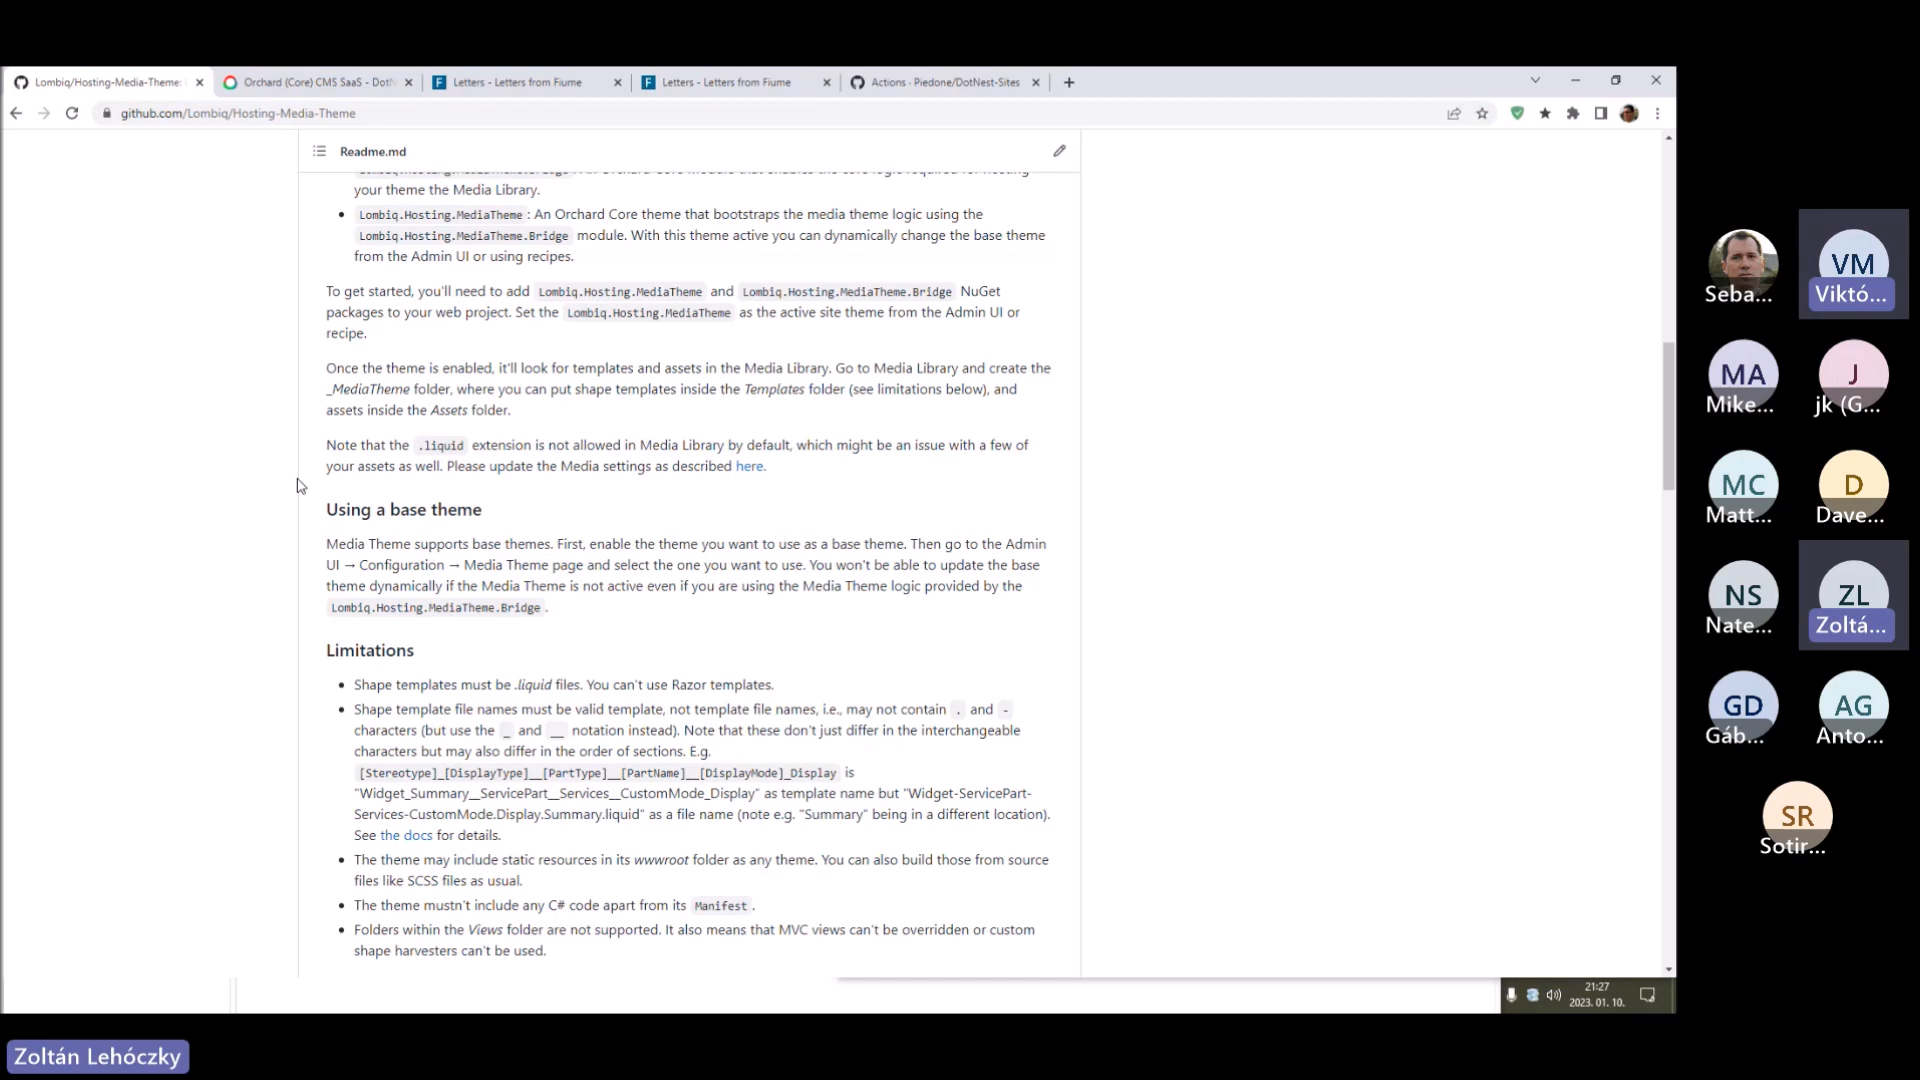 Lombiq/Hosting-Media-Theme:
Orchard (Core) CMS SaaS - DotN
Letters - Letters from Fiume
Letters - Letters from Fiume
Actions · Piedone/DotNest-Sites
github.com/Lombiq/Hosting-Media-Theme
Readme.md
your theme the Media Library.
Lombiq.Hosting.MediaTheme : An Orchard Core theme that bootstraps the media theme logic using the
Lombiq.Hosting.MediaTheme.Bridge module. With this theme active you can dynamically change the base theme
from the Admin UI or using recipes.
To get started, you'll need to add Lombiq.Hosting.MediaTheme and Lombiq.Hosting.MediaTheme.Bridge NuGet
packages to your web project. Set the Lombiq.Hosting.MediaTheme as the active site theme from the Admin UI or
recipe.
Once the theme is enabled, it'll look for templates and assets in the Media Library. Go to Media Library and create the
_MediaTheme folder, where you can put shape templates inside the Templates folder (see limitations below), and
assets inside the Assets folder.
Note that the .liquid extension is not allowed in Media Library by default, which might be an issue with a few of
your assets as well. Please update the Media settings as described here.
Using a base theme
Media Theme supports base themes. First, enable the theme you want to use as a base theme. Then go to the Admin
UI → Configuration → Media Theme page and select the one you want to use. You won't be able to update the base
theme dynamically if the Media Theme is not active even if you are using the Media Theme logic provided by the
Lombiq.Hosting.MediaTheme.Bridge .
Limitations
Shape templates must be .liquid files. You can't use Razor templates.
Shape template file names must be valid template, not template file names, i.e., may not contain . and -
characters (but use the _ and __ notation instead). Note that these don't just differ in the interchangeable
characters but may also differ in the order of sections. E.g.
[Stereotype]_[DisplayType]__[PartType]__[PartName]__[DisplayMode]_Display is
"Widget_Summary__ServicePart__Services__CustomMode_Display" as template name but "Widget-ServicePart-
Services-CustomMode.Display.Summary.liquid" as a file name (note e.g. "Summary" being in a different location).
See the docs for details.
The theme may include static resources in its wwwroot folder as any theme. You can also build those from source
files like SCSS files as usual.
The theme mustn't include any C# code apart from its Manifest .
Folders within the Views folder are not supported. It also means that MVC views can't be overridden or custom
shape harvesters can't be used.
21:27
2023. 01. 10.
Seba...
VM
Viktó...
MA
Mike...
J
jk (G...
MC
Matt...
D
Dave...
NS
Nate...
ZL
Zoltá...
GD
Gáb...
AG
Anto...
SR
Sotir...
Zoltán Lehóczky